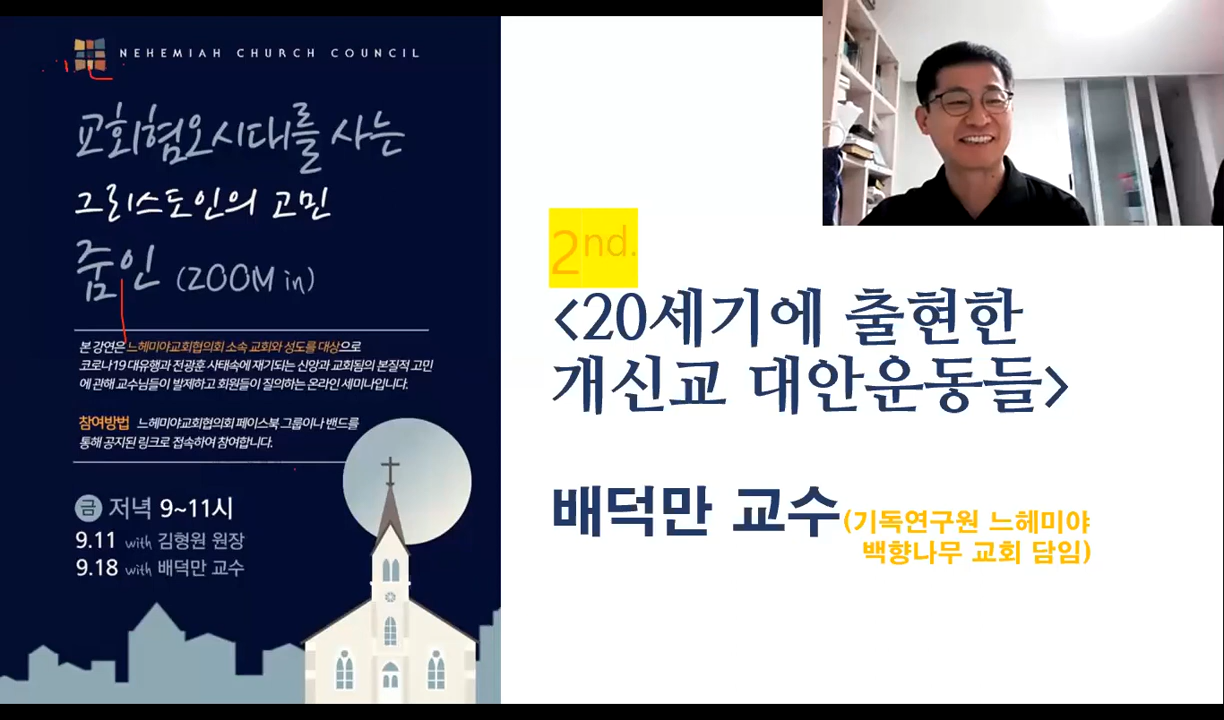 NEHEMIAH CHURCH COUNCIL
교회혐오시대를 사는
그리스도인의 고민
줌인 (ZOOM in)
본 강연은 느헤미야교회협의회 소속 교회와 성도를 대상으로
코로나19 대유행과 전광훈 사태속에 재기되는 신앙과 교회됨의 본질적 고민
에 관해 교수님들이 발제하고 회원들이 질의하는 온라인 세미나입니다.
참여방법 느헤미야교회협의회 페이스북 그룹이나 밴드를
통해 공지된 링크로 접속하여 참여합니다.
금 저녁 9~11시
9.11 with 김형원 원장
9.18 with 배덕만 교수
2nd.
<20세기에 출현한
개신교 대안운동들>
배덕만 교수(기독연구원 느헤미야
백향나무 교회 담임)